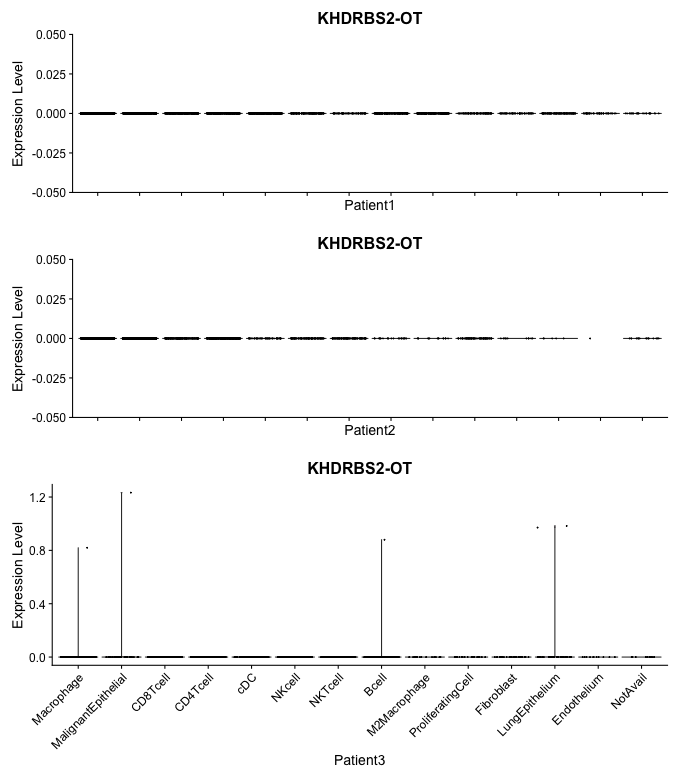 KHDRBS2-OT
Expression Level
0.050
0.025
0.000
-0.025
-0.050
Patient1
KHDRBS2-OT
Expression Level
0.050
0.025
0.000
-0.025
-0.050
Patient2
KHDRBS2-OT
Expression Level
1.2
0.8
0.4
0.0
Macrophage
MalignantEpithelial
CD8Tcell
CD4Tcell
cDC
NKcell
NKTcell
Bcell
M2Macrophage
ProliferatingCell
Fibroblast
LungEpithelium
Endothelium
NotAvail
Patient3